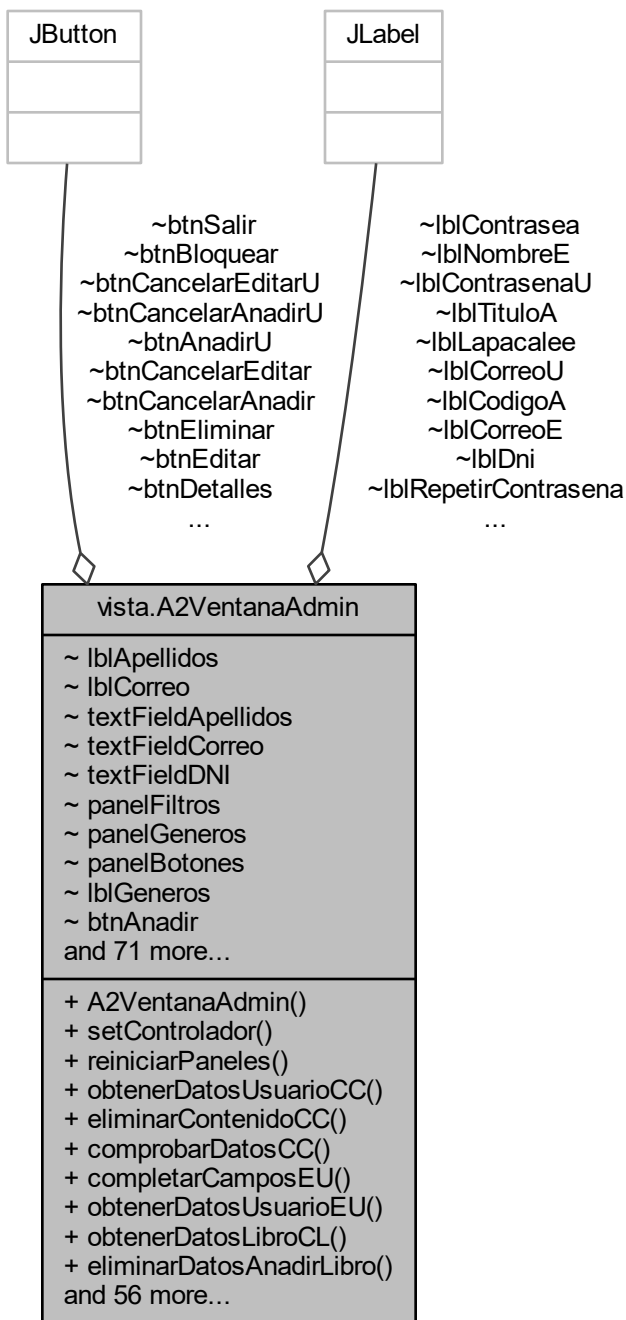 JButton
JLabel
~btnSalir
~btnBloquear
~btnCancelarEditarU
~btnCancelarAnadirU
~btnAnadirU
~btnCancelarEditar
~btnCancelarAnadir
~btnEliminar
~btnEditar
~btnDetalles
...
~lblContrasea
~lblNombreE
~lblContrasenaU
~lblTituloA
~lblLapacalee
~lblCorreoU
~lblCodigoA
~lblCorreoE
~lblDni
~lblRepetirContrasena
...
vista.A2VentanaAdmin
~ lblApellidos
~ lblCorreo
~ textFieldApellidos
~ textFieldCorreo
~ textFieldDNI
~ panelFiltros
~ panelGeneros
~ panelBotones
~ lblGeneros
~ btnAnadir
and 71 more...
+ A2VentanaAdmin()
+ setControlador()
+ reiniciarPaneles()
+ obtenerDatosUsuarioCC()
+ eliminarContenidoCC()
+ comprobarDatosCC()
+ completarCamposEU()
+ obtenerDatosUsuarioEU()
+ obtenerDatosLibroCL()
+ eliminarDatosAnadirLibro()
and 56 more...